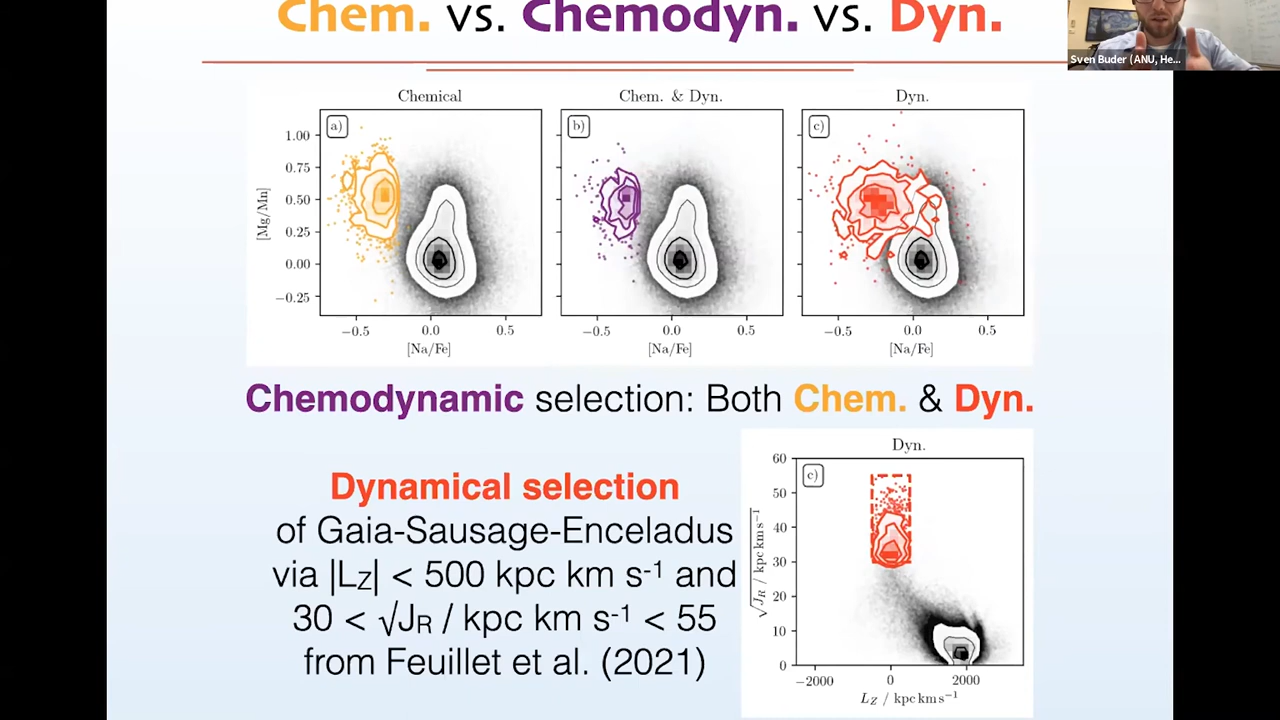 Chem. vs. Chemodyn. vs. Dyn.
Sven Buder (ANU, He...
Chemical
Chem. & Dyn.
Dyn.
a)
b)
c)
[Mg/Mn]
1.00
0.75
0.50
0.25
0.00
−0.25
−0.5 0.0 0.5
−0.5 0.0 0.5
−0.5 0.0 0.5
[Na/Fe]
[Na/Fe]
[Na/Fe]
Chemodynamic selection: Both Chem. & Dyn.
Dynamical selection
of Gaia-Sausage-Enceladus
via |LZ| < 500 kpc km s-1 and
30 < √JR / kpc km s-1 < 55
from Feuillet et al. (2021)
Dyn.
c)
√JR / kpc km s−1
60
50
40
30
20
10
0
−2000 0 2000
LZ / kpc km s−1